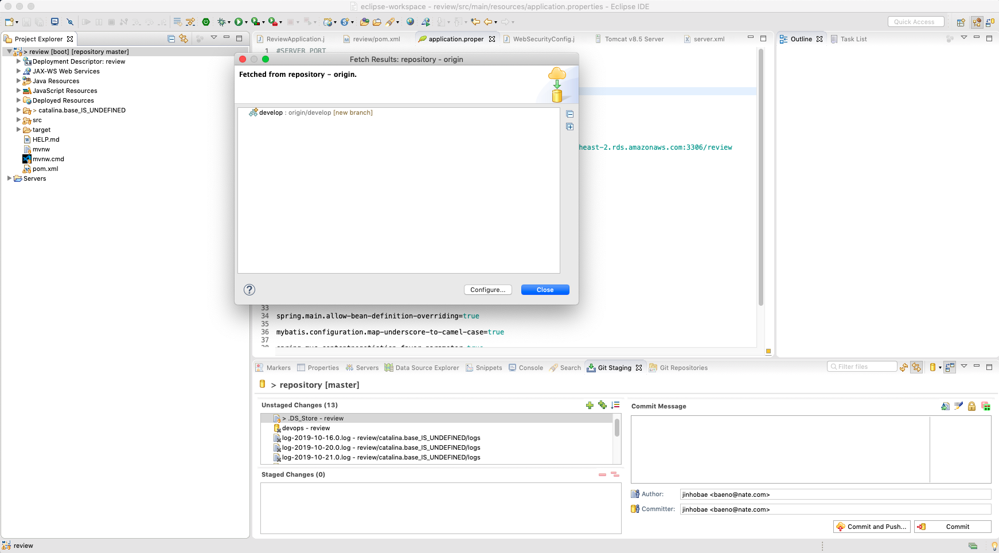 eclipse-workspace - review/src/main/resources/application.properties - Eclipse IDE
Quick Access
Project Explorer
> review [boot] [repository master]
Deployment Descriptor: review
JAX-WS Web Services
Java Resources
JavaScript Resources
Deployed Resources
> catalina.base_IS_UNDEFINED
src
target
HELP.md
mvnw
mvnw.cmd
pom.xml
Servers
ReviewApplication.j
review/pom.xml
application.proper
WebSecurityConfig.j
Tomcat v8.5 Server
server.xml
Outline
Task List
1 #SERVER PORT
Fetch Results: repository - origin
Fetched from repository - origin.
develop : origin/develop [new branch]
Configure...
Close
heast-2.rds.amazonaws.com:3306/review
33
34 spring.main.allow-bean-definition-overriding=true
35
36 mybatis.configuration.map-underscore-to-camel-case=true
37
Markers
Properties
Servers
Data Source Explorer
Snippets
Console
Search
Git Staging
Git Repositories
Filter files
> repository [master]
Unstaged Changes (13)
> .DS_Store - review
devops - review
log-2019-10-16.0.log - review/catalina.base_IS_UNDEFINED/logs
log-2019-10-20.0.log - review/catalina.base_IS_UNDEFINED/logs
log-2019-10-21.0.log - review/catalina.base_IS_UNDEFINED/logs
Staged Changes (0)
Commit Message
Author: jinhobae <baeno@nate.com>
Committer: jinhobae <baeno@nate.com>
Commit and Push...
Commit
review